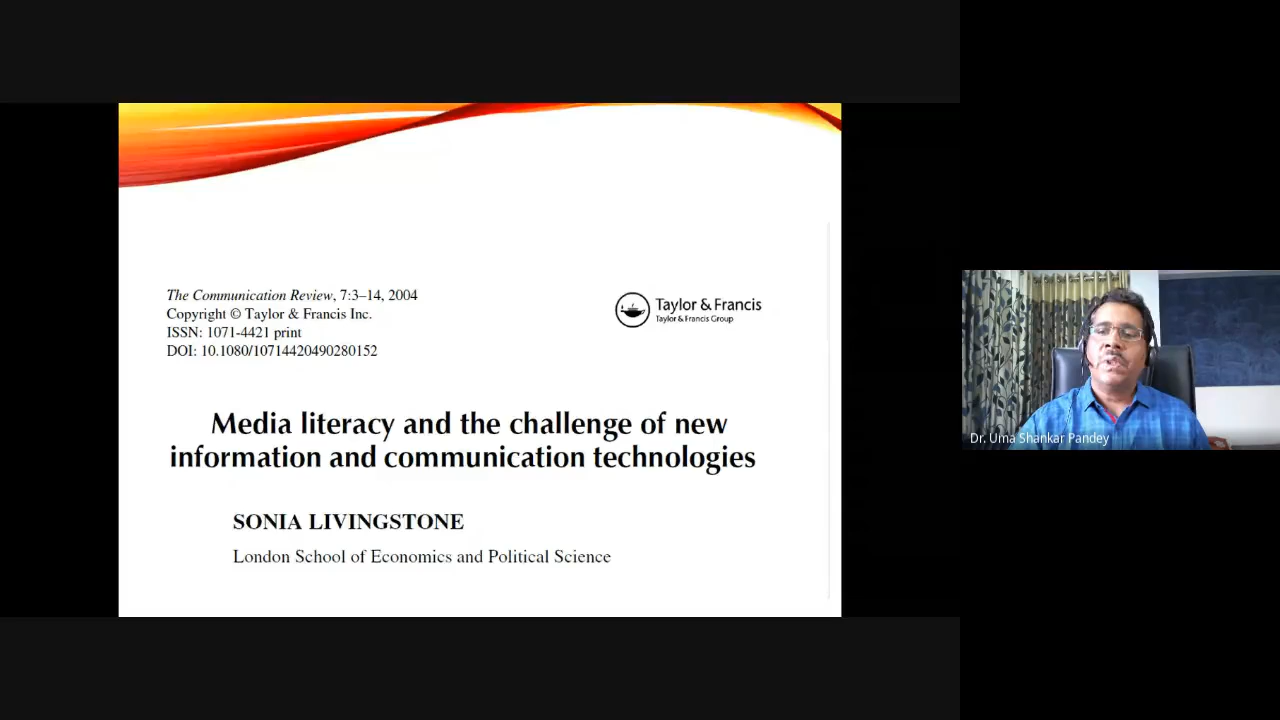 The Communication Review, 7:3–14, 2004
Copyright © Taylor & Francis Inc.
ISSN: 1071-4421 print
DOI: 10.1080/10714420490280152
Taylor & Francis
Taylor & Francis Group
Media literacy and the challenge of new
information and communication technologies
SONIA LIVINGSTONE
London School of Economics and Political Science
Dr. Uma Shankar Pandey